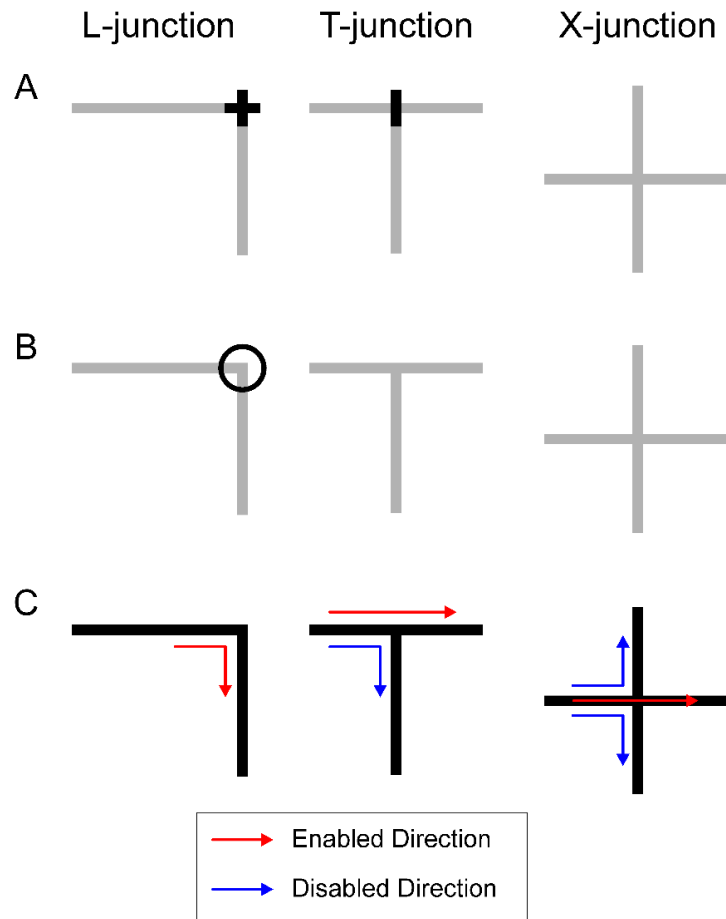 L-junction T-junction X-junction
A
B
C
Enabled Direction
Disabled Direction